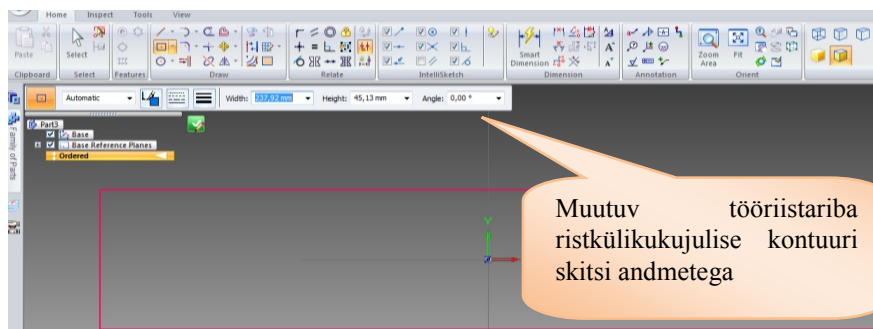 Home Inspect Tools View
Paste
Select
Smart
Dimension
Zoom
Area
Fit
Clipboard Select Features Draw Relate IntelliSketch Dimension Annotation Orient
Automatic Width: 237,92 mm Height: 45,13 mm Angle: 0,00 °
Part3
Base
Base Reference Planes
Ordered
Family of Parts
Y
Muutuv tööriistariba
ristkülikukujulise kontuuri
skitsi andmetega